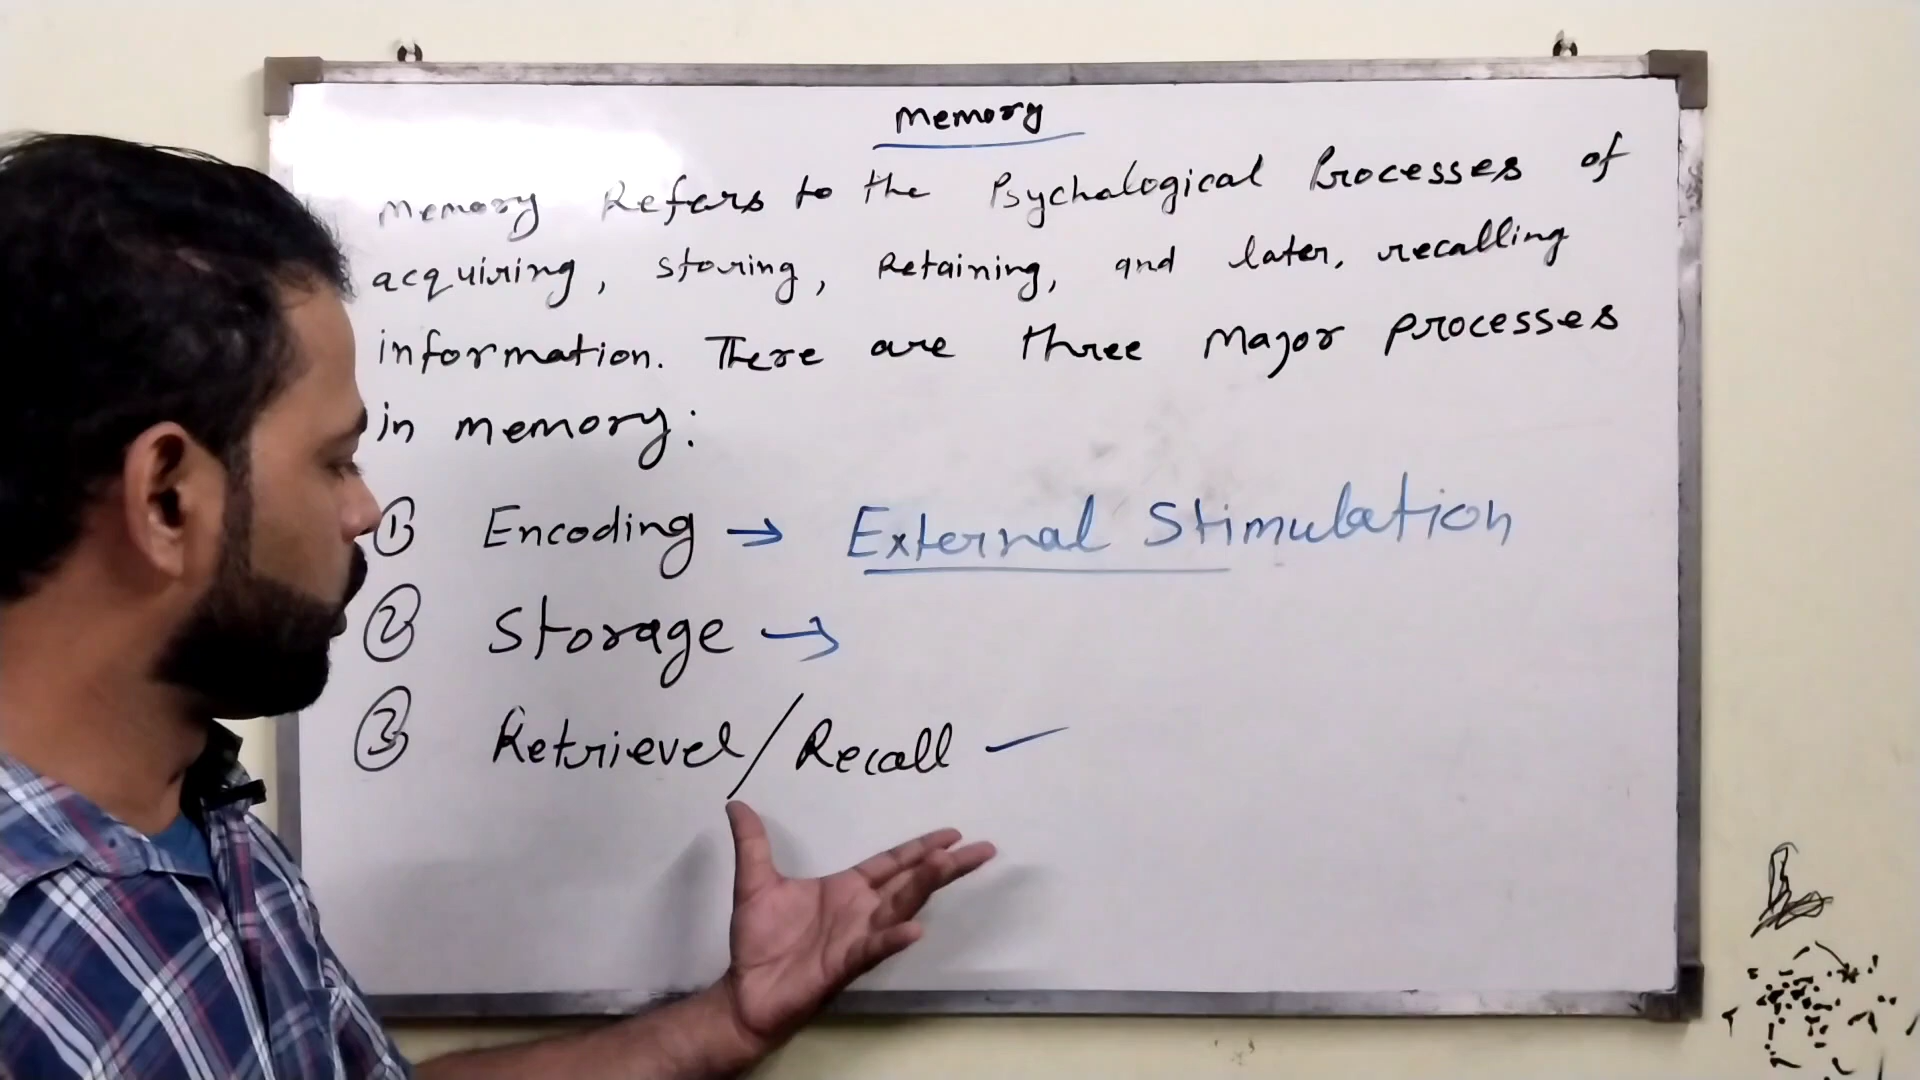 Memory
Memory Refers to the Psychalogical Processes of
acquiring, storing, Retaining, and later, recalling
information. There are three Major processes
in memory:
① Encoding → External Stimulation
② Storage →
③ Retrievel/Recall